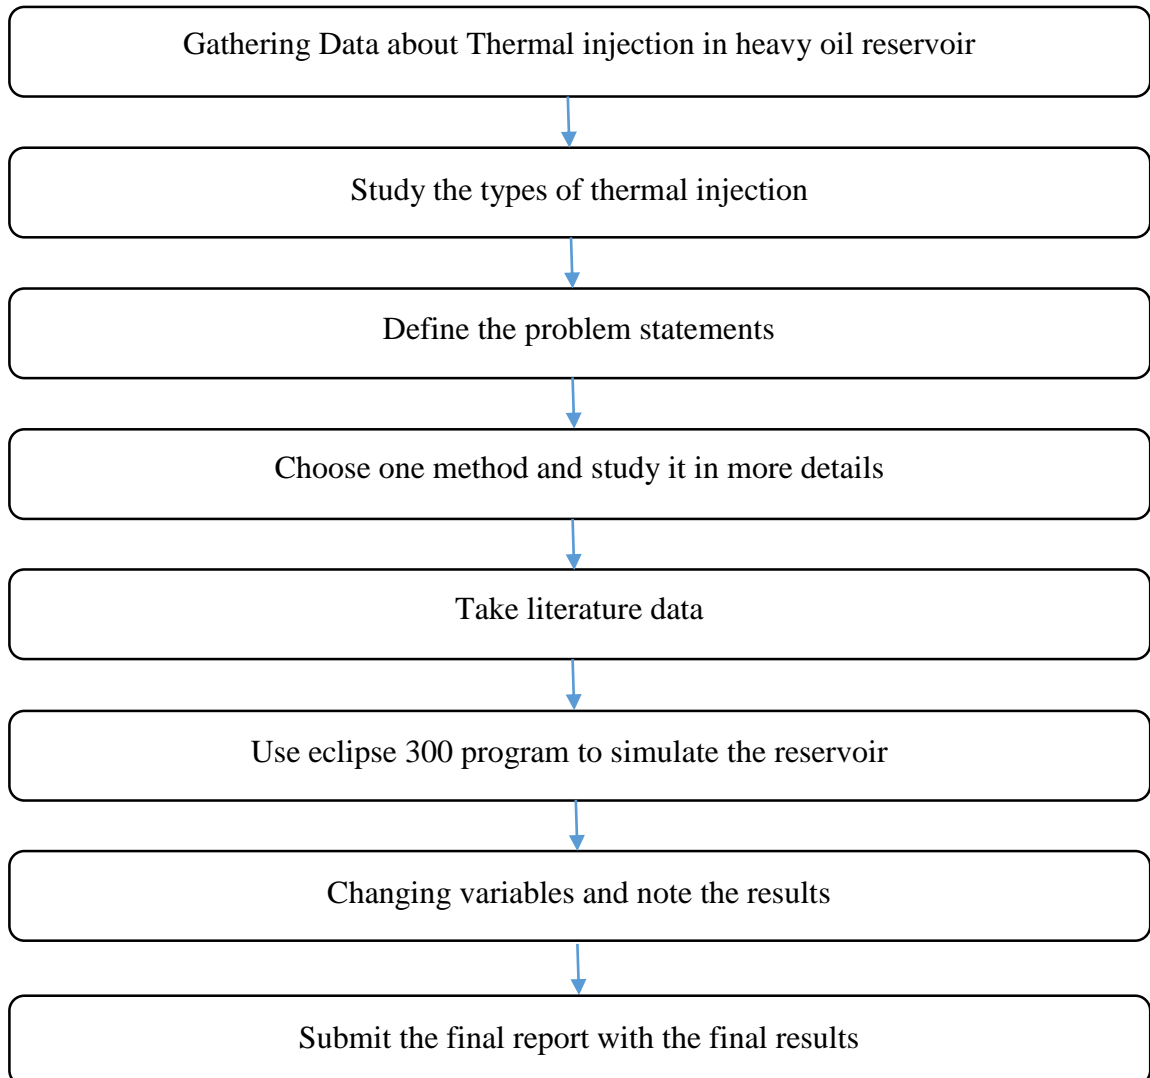 Gathering Data about Thermal injection in heavy oil reservoir
Study the types of thermal injection
Define the problem statements
Choose one method and study it in more details
Take literature data
Use eclipse 300 program to simulate the reservoir
Changing variables and note the results
Submit the final report with the final results